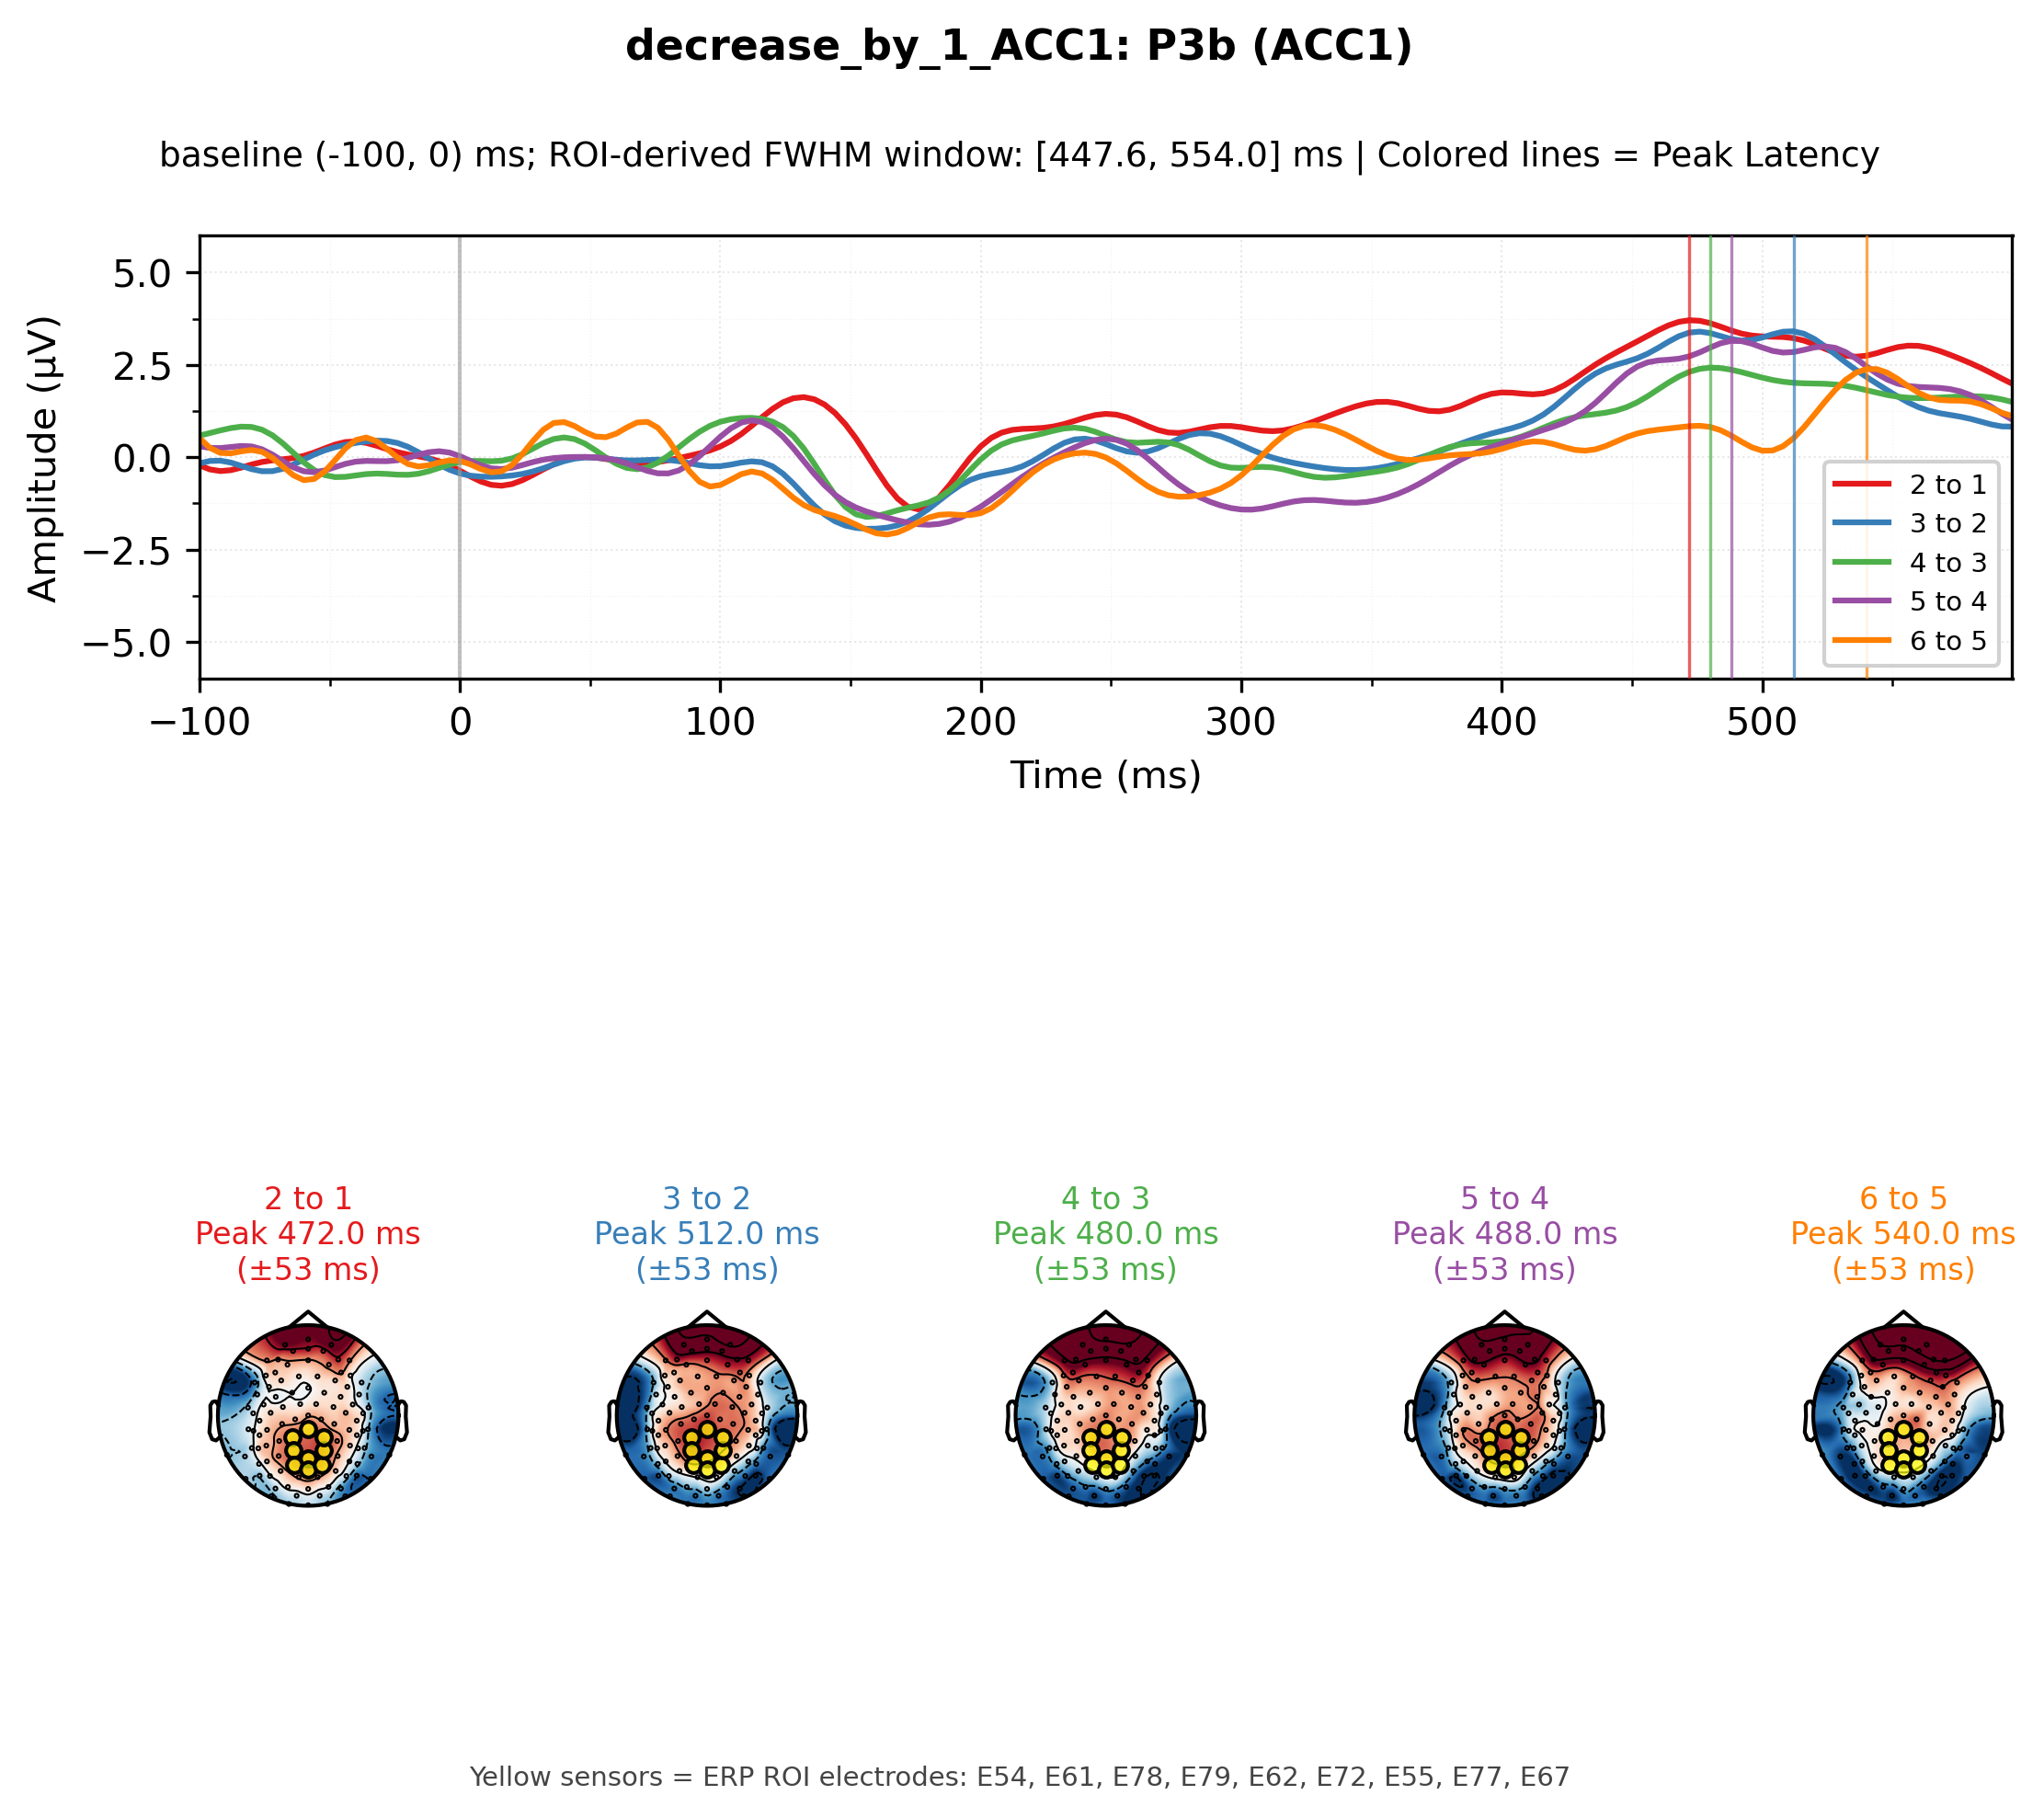 decrease_by_1_ACC1: P3b (ACC1)
baseline (-100, 0) ms; ROI-derived FWHM window: [447.6, 554.0] ms | Colored lines = Peak Latency
Amplitude (µV)
5.0
2.5
0.0
−2.5
−5.0
2 to 1
3 to 2
4 to 3
5 to 4
6 to 5
−100 0 100 200 300 400 500
Time (ms)
2 to 1
Peak 472.0 ms
(±53 ms)
3 to 2
Peak 512.0 ms
(±53 ms)
4 to 3
Peak 480.0 ms
(±53 ms)
5 to 4
Peak 488.0 ms
(±53 ms)
6 to 5
Peak 540.0 ms
(±53 ms)
Yellow sensors = ERP ROI electrodes: E54, E61, E78, E79, E62, E72, E55, E77, E67